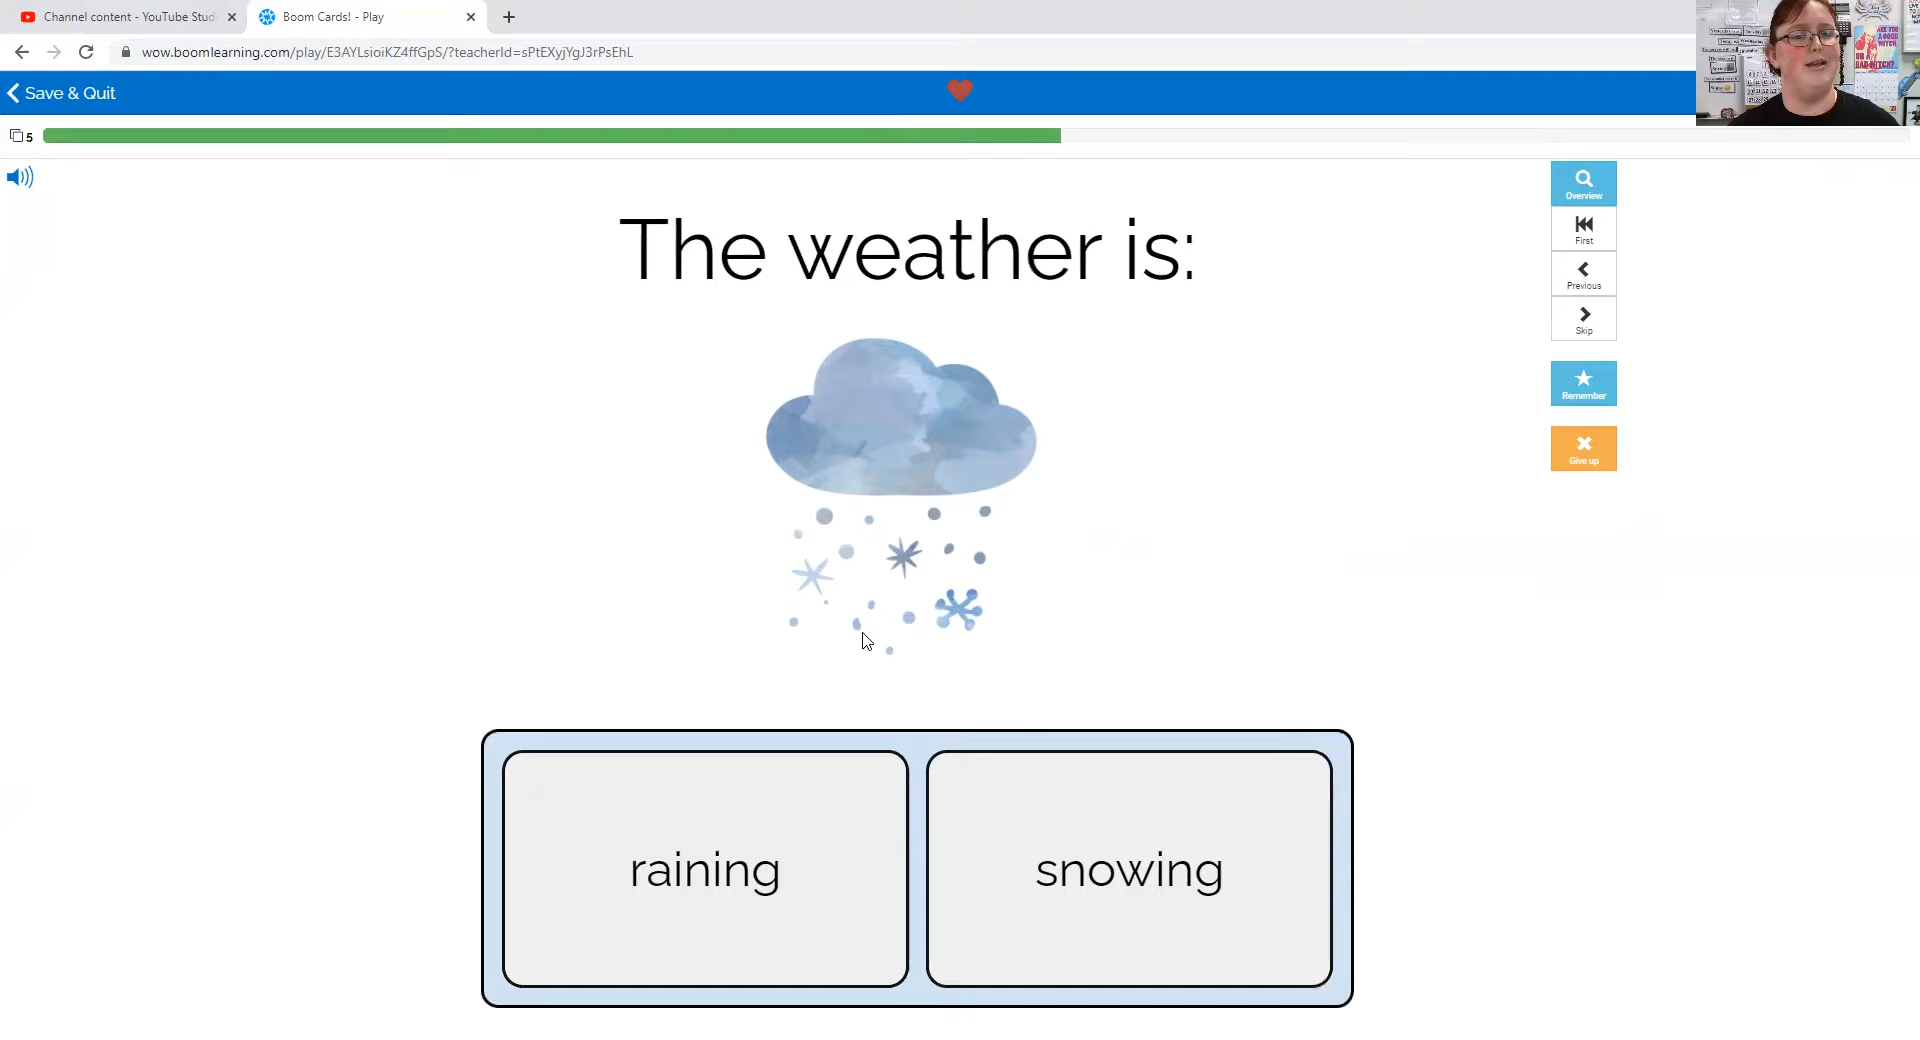 Channel content - YouTube Stud
Boom Cards! - Play
wow.boomlearning.com/play/E3AYLsioiKZ4ffGpS/?teacherId=sPtEXyjYgJ3rPsEhL
Save & Quit
5
The weather is:
Overview
First
Previous
Skip
Remember
Give up
raining
snowing